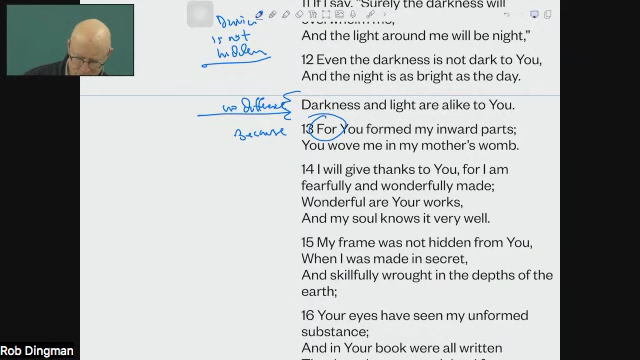 11 If I say, "Surely the darkness will
overwhelm me,
And the light around me will be night,"
is not
hidden
12 Even the darkness is not dark to You,
And the night is as bright as the day.
no difference
Darkness and light are alike to You.
because
13 For You formed my inward parts;
You wove me in my mother's womb.
14 I will give thanks to You, for I am
fearfully and wonderfully made;
Wonderful are Your works,
And my soul knows it very well.
15 My frame was not hidden from You,
When I was made in secret,
And skillfully wrought in the depths of the
earth;
16 Your eyes have seen my unformed
substance;
And in Your book were all written
Rob Dingman